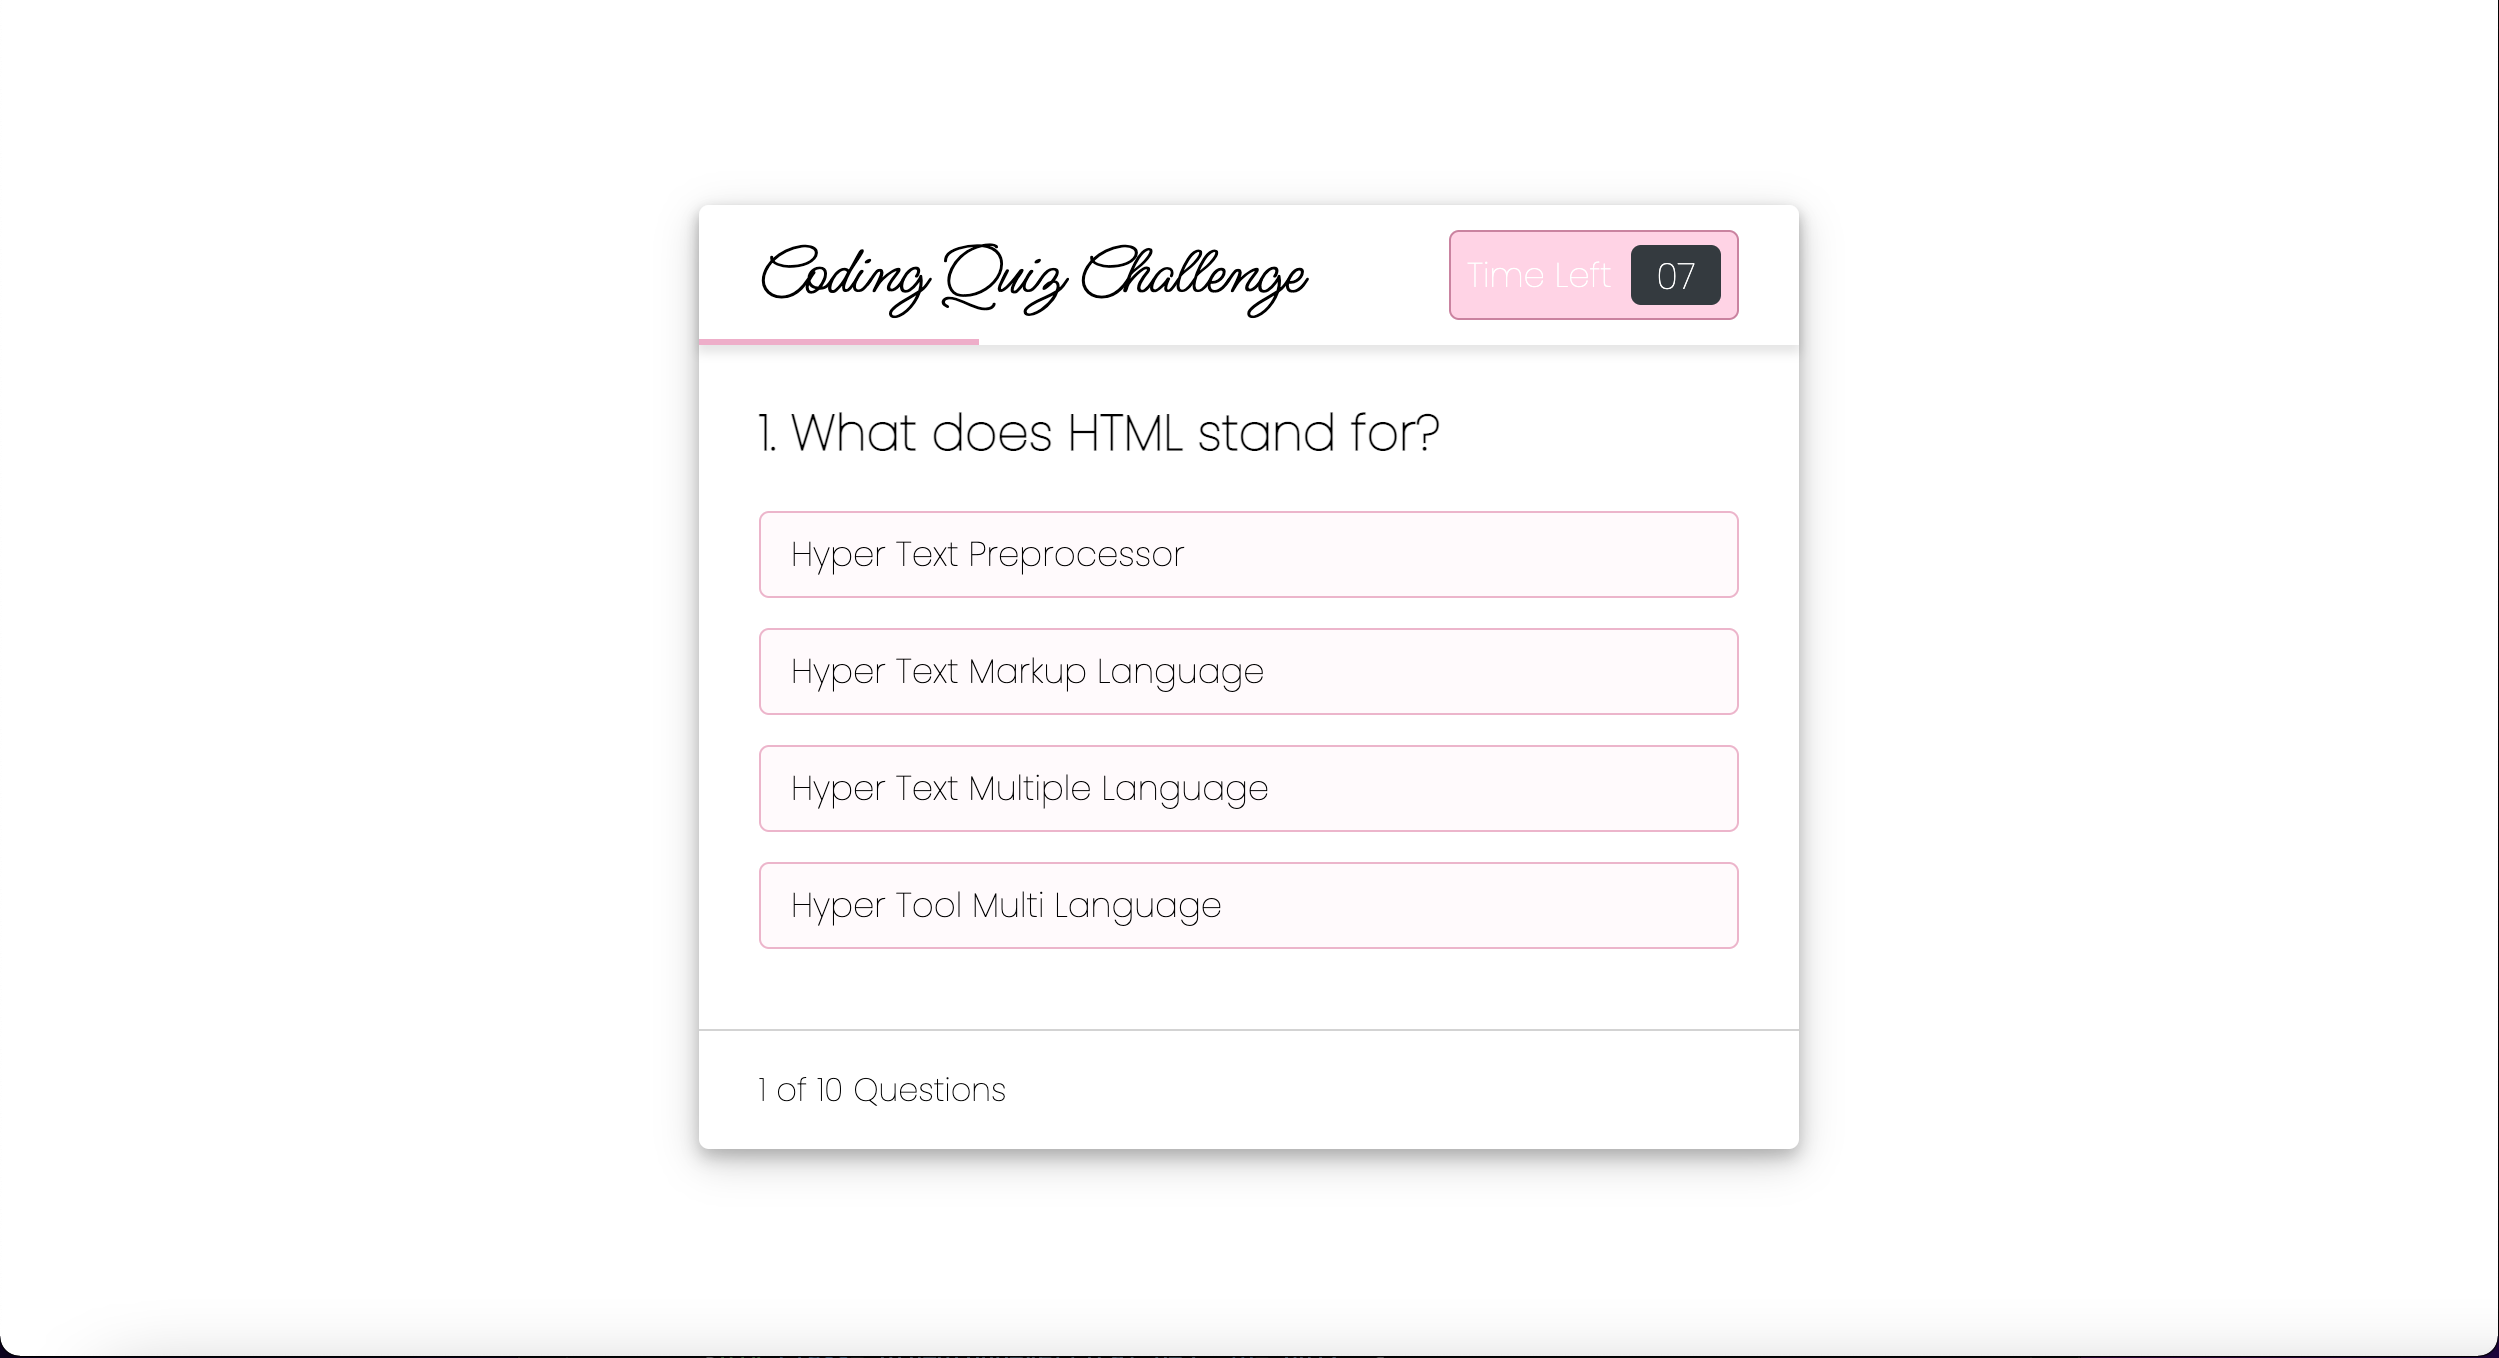 Coding Quiz Challenge
Time Left 07
1. What does HTML stand for?
Hyper Text Preprocessor
Hyper Text Markup Language
Hyper Text Multiple Language
Hyper Tool Multi Language
1 of 10 Questions